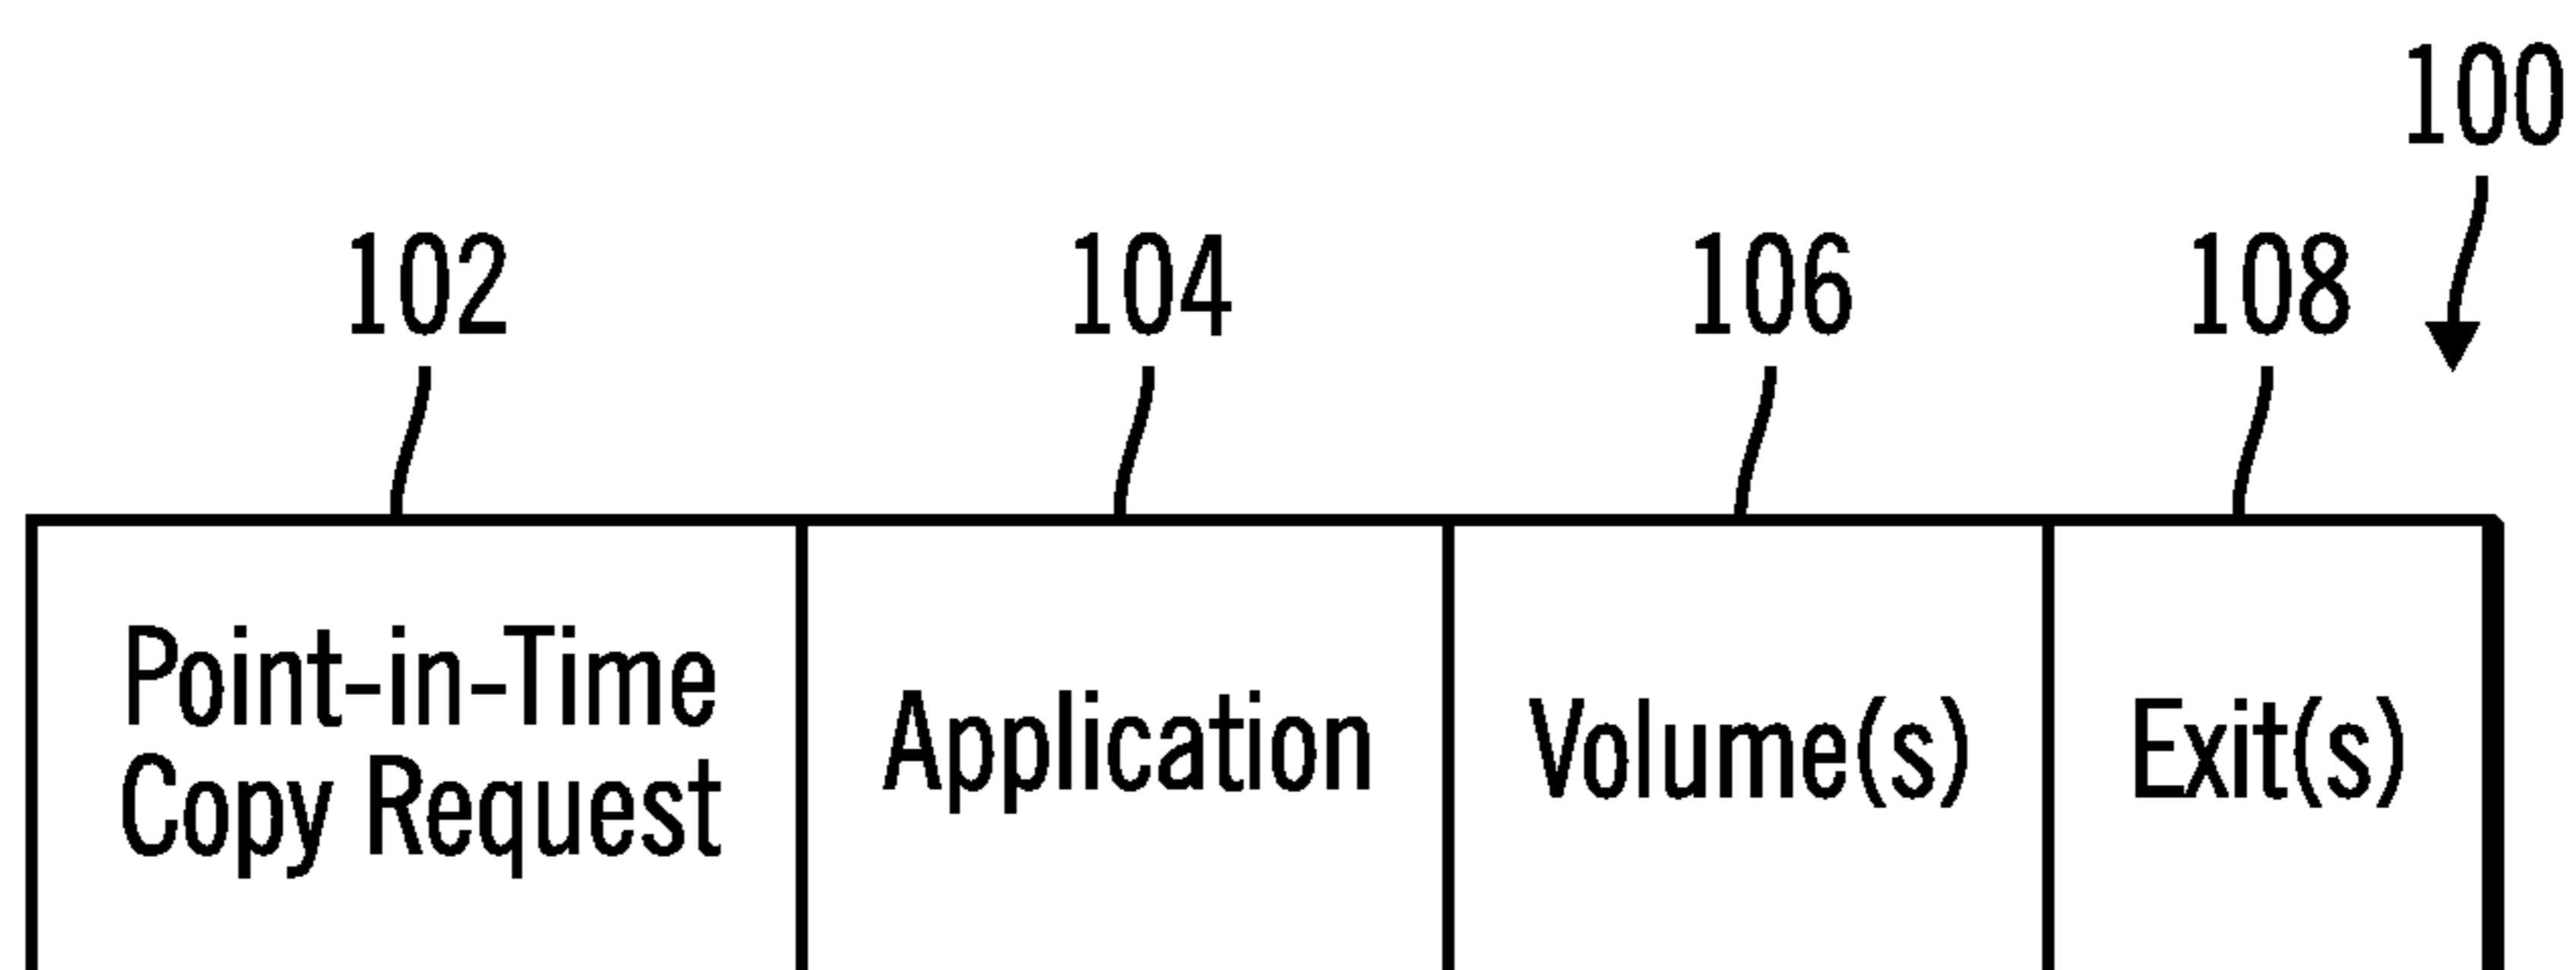 100
102 104 106 108
Point-in-Time
Copy Request
Application
Volume(s)
Exit(s)